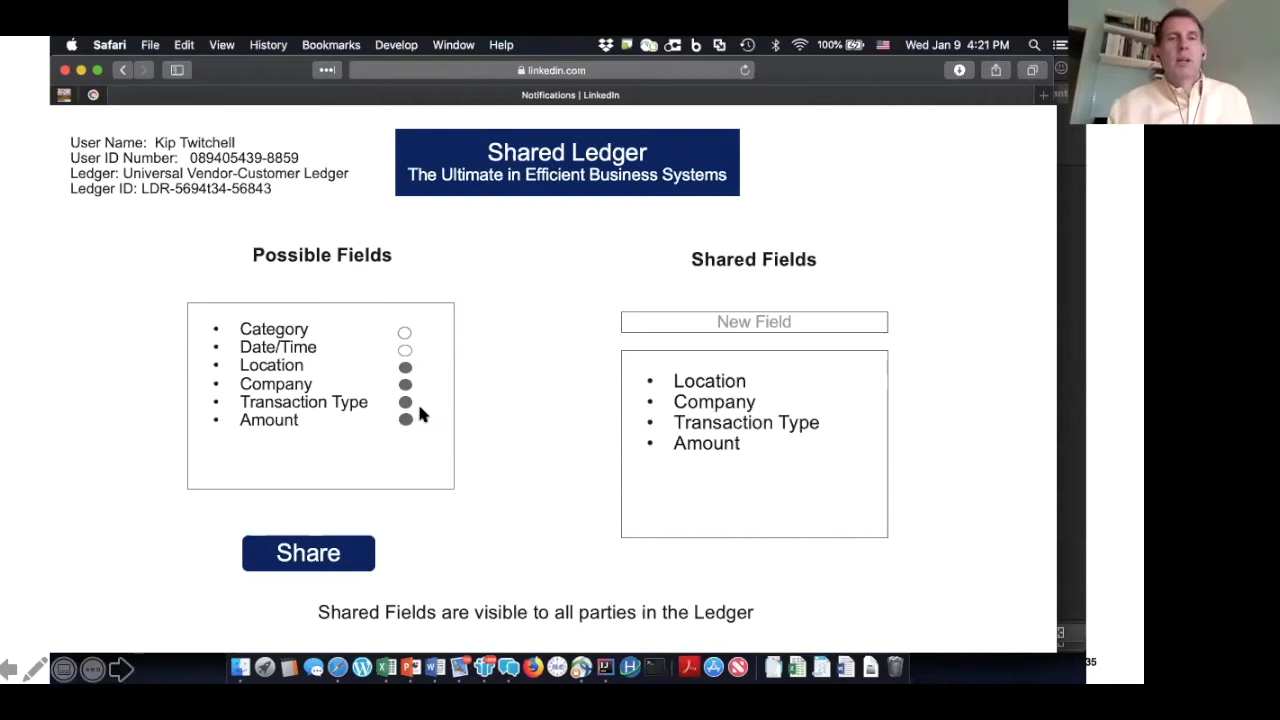 Safari File Edit View History Bookmarks Develop Window Help 100% Wed Jan 9 4:21 PM
linkedin.com
Notifications | LinkedIn
User Name: Kip Twitchell
User ID Number: 089405439-8859
Ledger: Universal Vendor-Customer Ledger
Ledger ID: LDR-5694t34-56843
Shared Ledger
The Ultimate in Efficient Business Systems
Possible Fields
• Category
• Date/Time
• Location
• Company
• Transaction Type
• Amount
Share
Shared Fields
New Field
• Location
• Company
• Transaction Type
• Amount
Shared Fields are visible to all parties in the Ledger
35